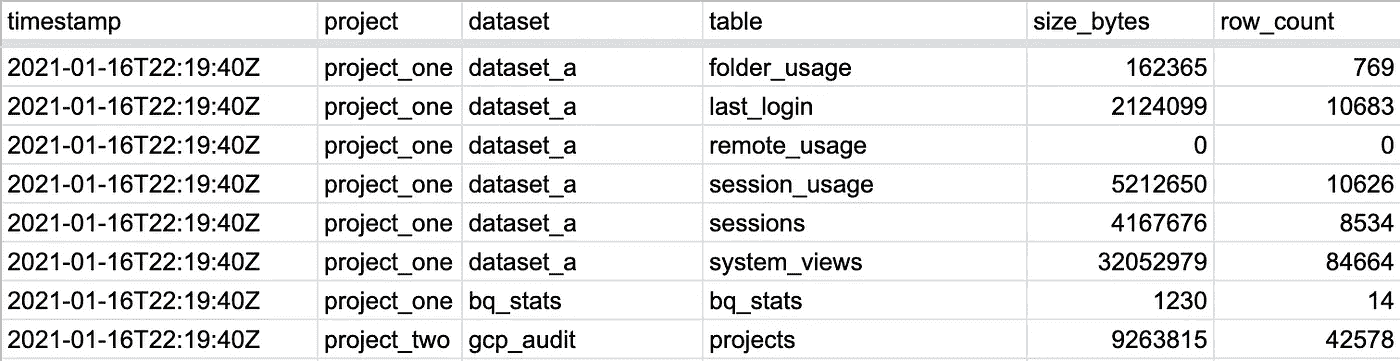 timestamp project dataset table size_bytes row_count
2021-01-16T22:19:40Z project_one dataset_a folder_usage 162365 769
2021-01-16T22:19:40Z project_one dataset_a last_login 2124099 10683
2021-01-16T22:19:40Z project_one dataset_a remote_usage 0 0
2021-01-16T22:19:40Z project_one dataset_a session_usage 5212650 10626
2021-01-16T22:19:40Z project_one dataset_a sessions 4167676 8534
2021-01-16T22:19:40Z project_one dataset_a system_views 32052979 84664
2021-01-16T22:19:40Z project_one bq_stats bq_stats 1230 14
2021-01-16T22:19:40Z project_two gcp_audit projects 9263815 42578